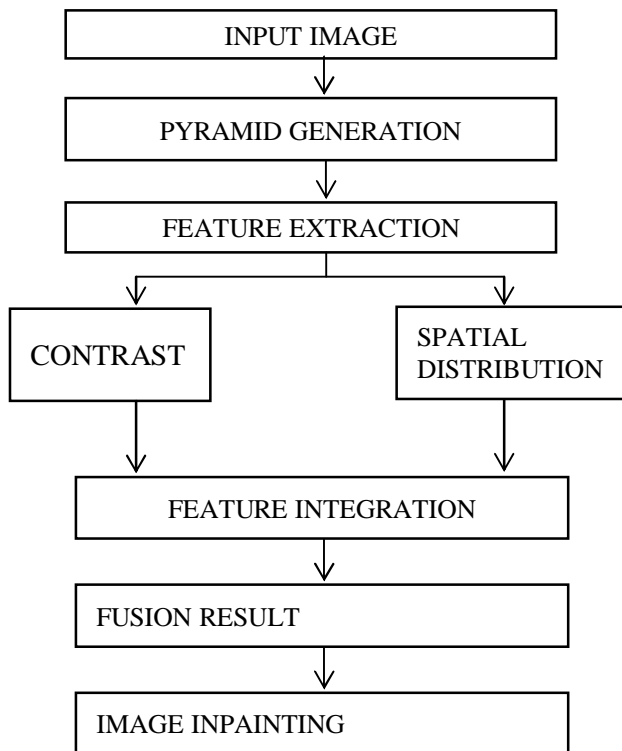 INPUT IMAGE
PYRAMID GENERATION
FEATURE EXTRACTION
CONTRAST
SPATIAL
DISTRIBUTION
FEATURE INTEGRATION
FUSION RESULT
IMAGE INPAINTING